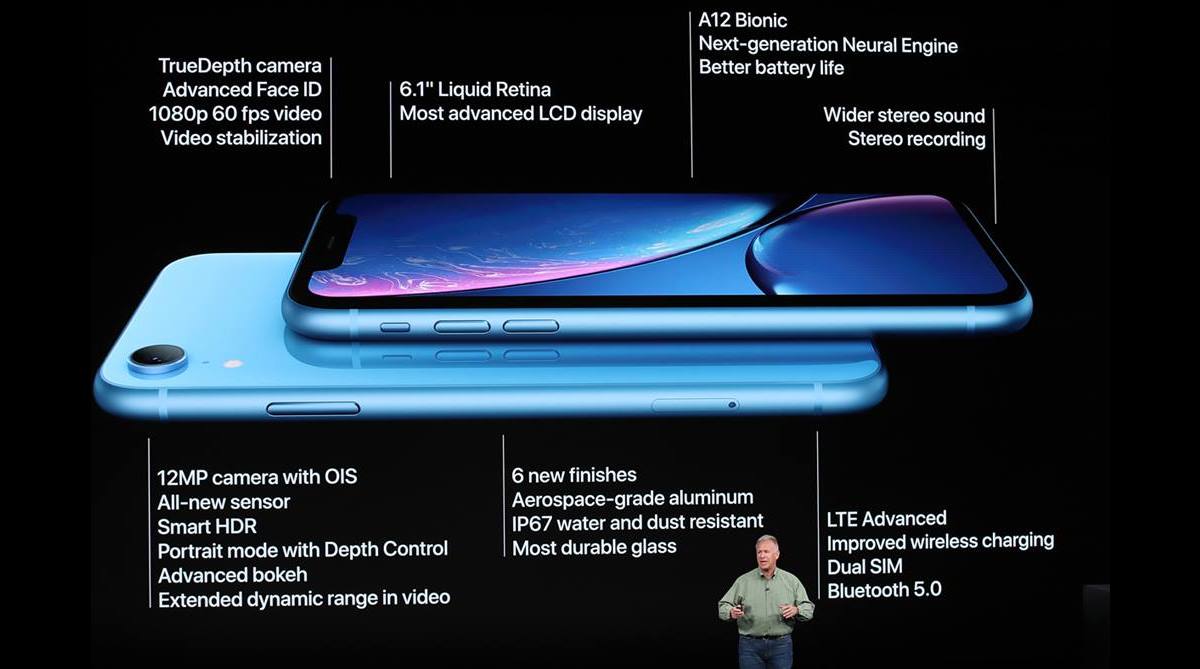 TrueDepth camera
Advanced Face ID
1080p 60 fps video
Video stabilization
6.1" Liquid Retina
Most advanced LCD display
A12 Bionic
Next-generation Neural Engine
Better battery life
Wider stereo sound
Stereo recording
12MP camera with OIS
All-new sensor
Smart HDR
Portrait mode with Depth Control
Advanced bokeh
Extended dynamic range in video
6 new finishes
Aerospace-grade aluminum
IP67 water and dust resistant
Most durable glass
LTE Advanced
Improved wireless charging
Dual SIM
Bluetooth 5.0